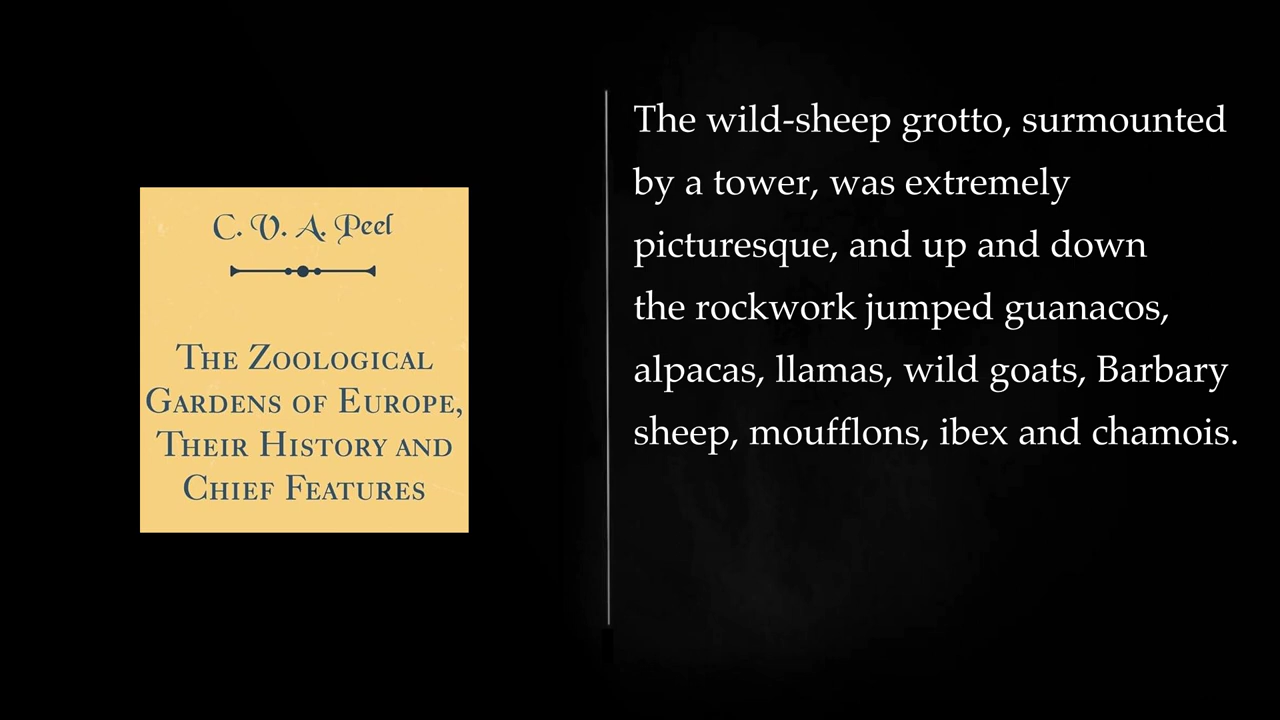 C. V. A. Peel
The Zoological
Gardens of Europe,
Their History and
Chief Features
The wild-sheep grotto, surmounted
by a tower, was extremely
picturesque, and up and down
the rockwork jumped guanacos,
alpacas, llamas, wild goats, Barbary
sheep, moufflons, ibex and chamois.